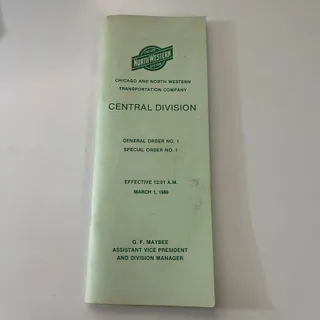 NORTH WESTERN
CHICAGO AND NORTH WESTERN
TRANSPORTATION COMPANY
CENTRAL DIVISION
GENERAL ORDER NO. 1
SPECIAL ORDER NO. 1
EFFECTIVE 12:01 A.M.
MARCH 1, 1989
G. F. MAYBEE
ASSISTANT VICE PRESIDENT
AND DIVISION MANAGER